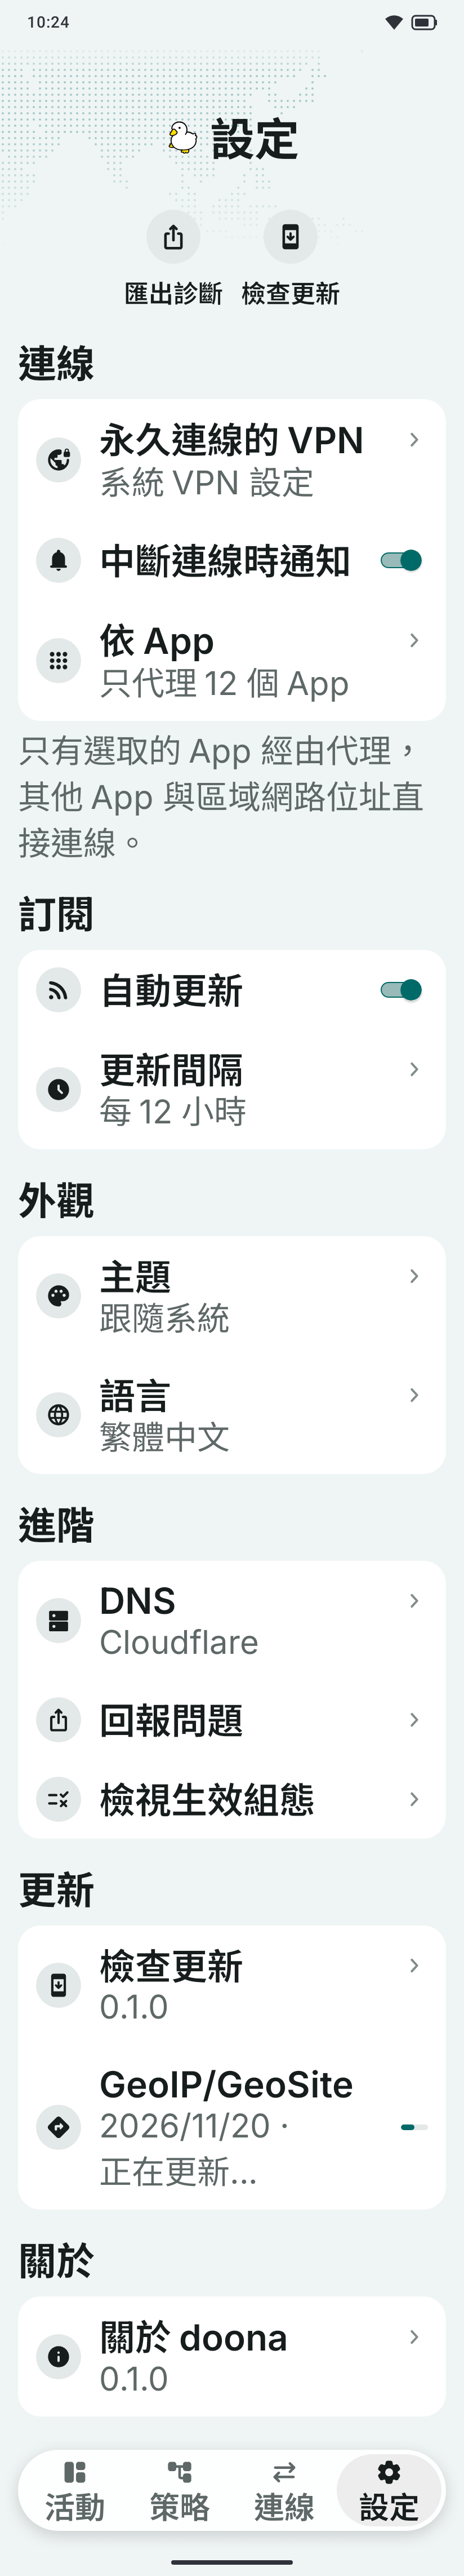 10:24
設定
匯出診斷
檢查更新
連線
永久連線的 VPN
系統 VPN 設定
中斷連線時通知
依 App
只代理 12 個 App
只有選取的 App 經由代理，
其他 App 與區域網路位址直
接連線。
訂閱
自動更新
更新間隔
每 12 小時
外觀
主題
跟隨系統
語言
繁體中文
進階
DNS
Cloudflare
回報問題
檢視生效組態
更新
檢查更新
0.1.0
GeoIP/GeoSite
2026/11/20 ·
正在更新…
關於
關於 doona
0.1.0
活動
策略
連線
設定